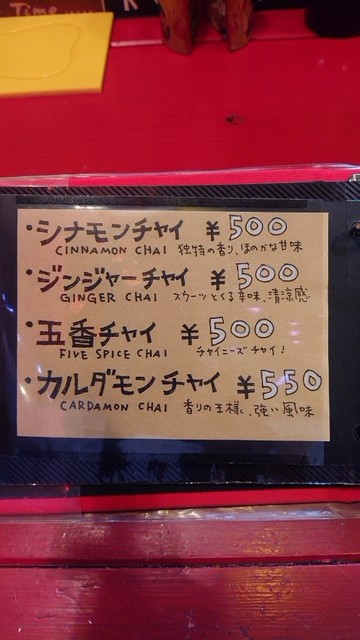 Time
・シナモンチャイ ¥500
CINNAMON CHAI 独特の香り、ほのかな甘味
・ジンジャーチャイ ¥500
GINGER CHAI スクーッとくる辛味、清涼感
・五香チャイ ¥500
FIVE SPICE CHAI チャイニーズチャイ!
・カルダモンチャイ ¥550
CARDAMON CHAI 香りの王様、強い風味